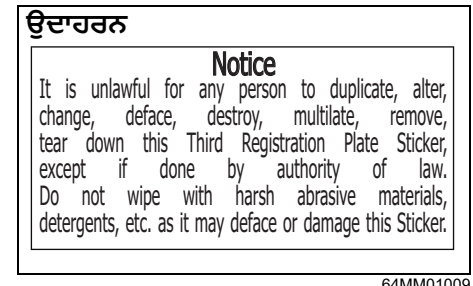 ਉਦਾਹਰਨ
Notice
It is unlawful for any person to duplicate, alter,
change, deface, destroy, multilate, remove,
tear down this Third Registration Plate Sticker,
except if done by authority of law.
Do not wipe with harsh abrasive materials,
detergents, etc. as it may deface or damage this Sticker.
64MM01009